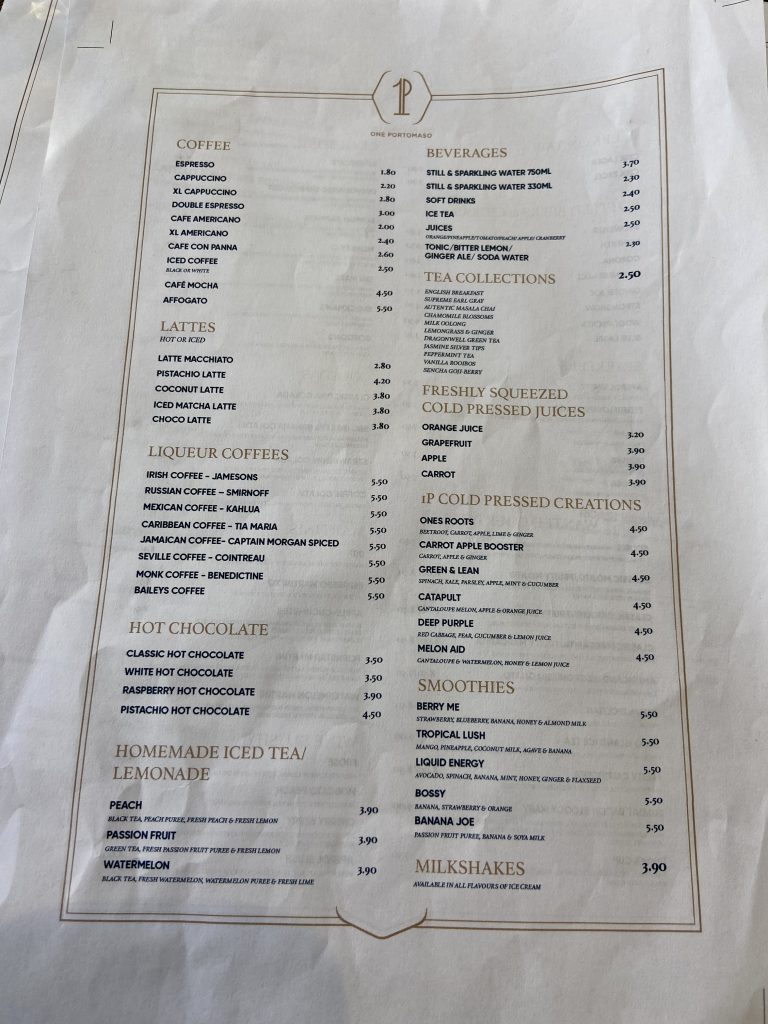 1P
ONE PORTOMASO
COFFEE
ESPRESSO 1.80
CAPPUCCINO 2.20
XL CAPPUCCINO 2.80
DOUBLE ESPRESSO 3.00
CAFE AMERICANO 2.00
XL AMERICANO 2.40
CAFE CON PANNA 2.60
ICED COFFEE 2.50
BLACK OR WHITE
CAFÉ MOCHA 4.50
AFFOGATO 5.50
LATTES
HOT OR ICED
LATTE MACCHIATO 2.80
PISTACHIO LATTE 4.20
COCONUT LATTE 3.80
ICED MATCHA LATTE 3.80
CHOCO LATTE 3.80
LIQUEUR COFFEES
IRISH COFFEE - JAMESONS 5.50
RUSSIAN COFFEE – SMIRNOFF 5.50
MEXICAN COFFEE - KAHLUA 5.50
CARIBBEAN COFFEE - TIA MARIA 5.50
JAMAICAN COFFEE- CAPTAIN MORGAN SPICED 5.50
SEVILLE COFFEE - COINTREAU 5.50
MONK COFFEE - BENEDICTINE 5.50
BAILEYS COFFEE 5.50
HOT CHOCOLATE
CLASSIC HOT CHOCOLATE 3.50
WHITE HOT CHOCOLATE 3.50
RASPBERRY HOT CHOCOLATE 3.90
PISTACHIO HOT CHOCOLATE 4.50
HOMEMADE ICED TEA/
LEMONADE
PEACH 3.90
BLACK TEA, PEACH PUREE, FRESH PEACH & FRESH LEMON
PASSION FRUIT 3.90
GREEN TEA, FRESH PASSION FRUIT PUREE & FRESH LEMON
WATERMELON 3.90
BLACK TEA, FRESH WATERMELON, WATERMELON PUREE & FRESH LIME
BEVERAGES
STILL & SPARKLING WATER 750ML 3.70
STILL & SPARKLING WATER 330ML 2.30
SOFT DRINKS 2.40
ICE TEA 2.50
JUICES 2.50
ORANGE/PINEAPPLE/TOMATO/PEACH/ APPLE/ CRANBERRY
TONIC/BITTER LEMON/ 2.30
GINGER ALE/ SODA WATER
TEA COLLECTIONS 2.50
ENGLISH BREAKFAST
SUPREME EARL GRAY
AUTENTIC MASALA CHAI
CHAMOMILE BLOSSOMS
MILK OOLONG
LEMONGRASS & GINGER
DRAGONWELL GREEN TEA
JASMINE SILVER TIPS
PEPPERMINT TEA
VANILLA ROOIBOS
SENCHA GOJI-BERRY
FRESHLY SQUEEZED
COLD PRESSED JUICES
ORANGE JUICE 3.20
GRAPEFRUIT 3.90
APPLE 3.90
CARROT 3.90
1P COLD PRESSED CREATIONS
ONES ROOTS 4.50
BEETROOT, CARROT, APPLE, LIME & GINGER
CARROT APPLE BOOSTER 4.50
CARROT, APPLE & GINGER
GREEN & LEAN 4.50
SPINACH, KALE, PARSLEY, APPLE, MINT & CUCUMBER
CATAPULT 4.50
CANTALOUPE MELON, APPLE & ORANGE JUICE
DEEP PURPLE 4.50
RED CABBAGE, PEAR, CUCUMBER & LEMON JUICE
MELON AID 4.50
CANTALOUPE & WATERMELON, HONEY & LEMON JUICE
SMOOTHIES
BERRY ME 5.50
STRAWBERRY, BLUEBERRY, BANANA, HONEY & ALMOND MILK
TROPICAL LUSH 5.50
MANGO, PINEAPPLE, COCONUT MILK, AGAVE & BANANA
LIQUID ENERGY 5.50
AVOCADO, SPINACH, BANANA, MINT, HONEY, GINGER & FLAXSEED
BOSSY 5.50
BANANA, STRAWBERRY & ORANGE
BANANA JOE 5.50
PASSION FRUIT PUREE, BANANA & SOYA MILK
MILKSHAKES 3.90
AVAILABLE IN ALL FLAVOURS OF ICE CREAM